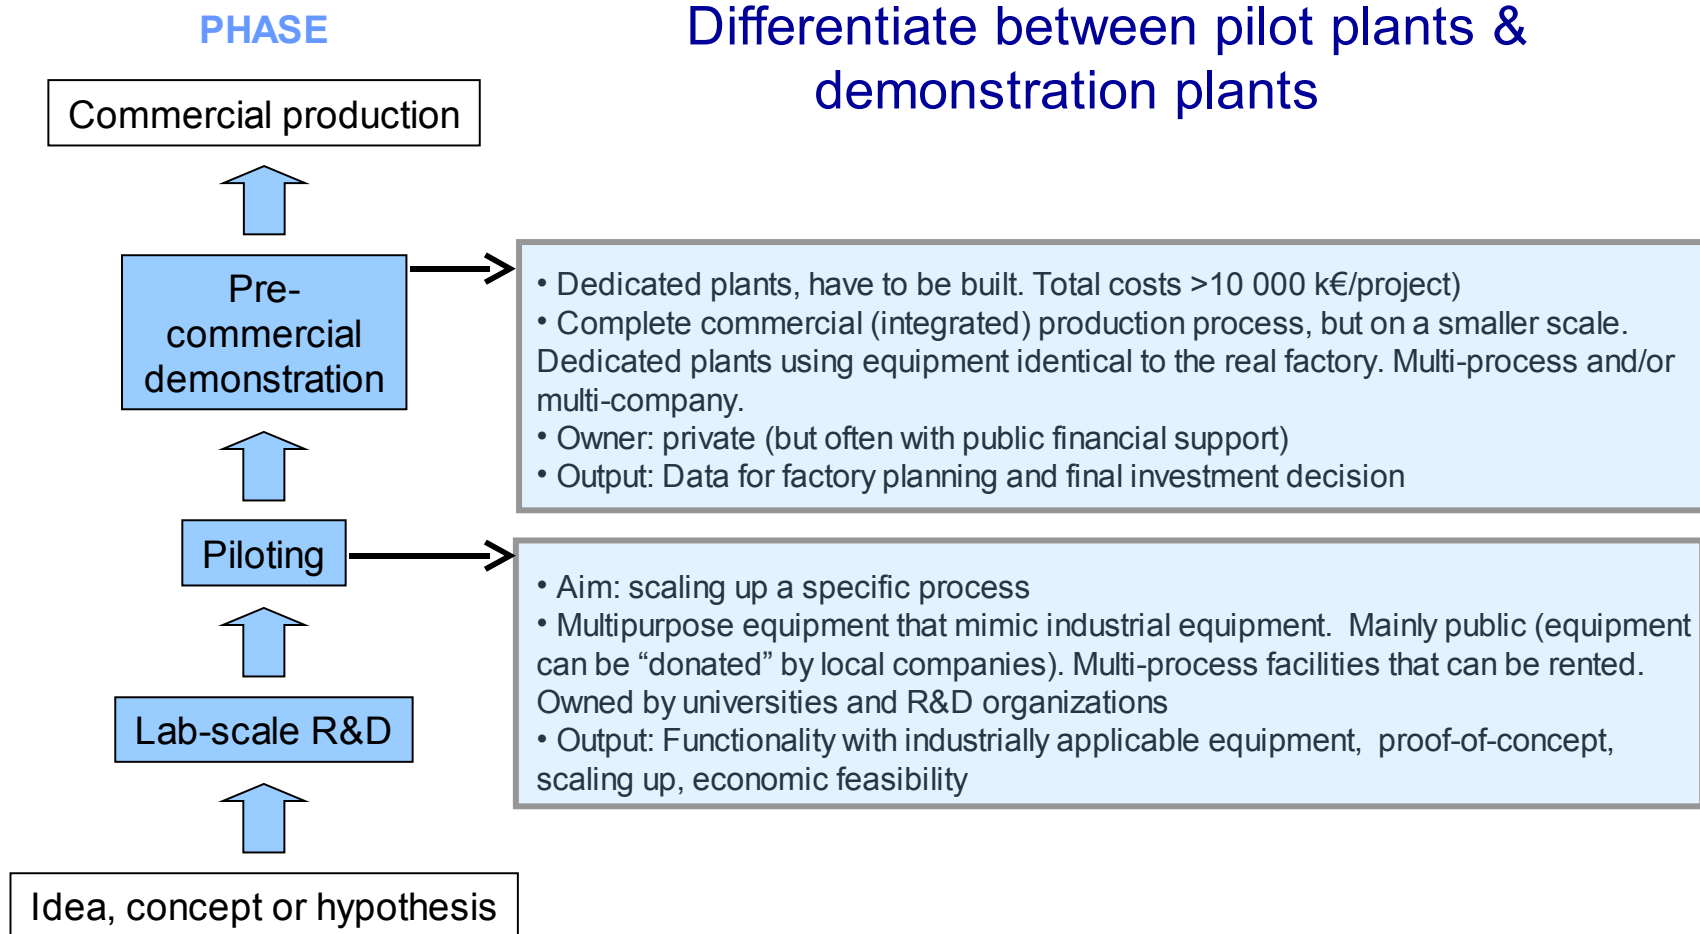 PHASE
Differentiate between pilot plants &
demonstration plants
Commercial production
Pre-
commercial
demonstration
• Dedicated plants, have to be built. Total costs >10 000 k€/project)
• Complete commercial (integrated) production process, but on a smaller scale.
Dedicated plants using equipment identical to the real factory. Multi-process and/or
multi-company.
• Owner: private (but often with public financial support)
• Output: Data for factory planning and final investment decision
Piloting
• Aim: scaling up a specific process
• Multipurpose equipment that mimic industrial equipment. Mainly public (equipment
can be “donated” by local companies). Multi-process facilities that can be rented.
Owned by universities and R&D organizations
• Output: Functionality with industrially applicable equipment, proof-of-concept,
scaling up, economic feasibility
Lab-scale R&D
Idea, concept or hypothesis